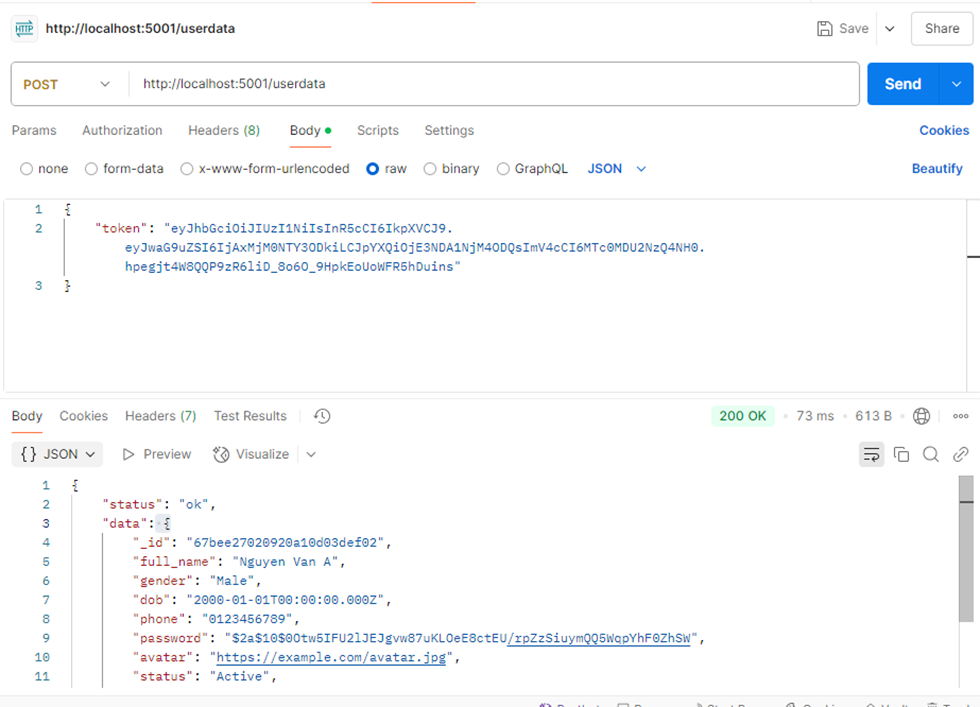 HTTP http://localhost:5001/userdata Save Share
POST http://localhost:5001/userdata Send
Params Authorization Headers (8) Body Scripts Settings Cookies
none form-data x-www-form-urlencoded raw binary GraphQL JSON Beautify
1 {
2 "token": "eyJhbGciOiJIUzI1NiIsInR5cCI6IkpXVCJ9.
eyJwaG9uZSI6IjAxMjM0NTY3ODkiLCJpYXQiOjE3NDA1NjM4ODQsImV4cCI6MTc0MDU2NzQ4NH0.
hpegjt4W8QQP9zR6liD_8o6O_9HpkEoUoWFR5hDuins"
3 }
Body Cookies Headers (7) Test Results 200 OK 73 ms 613 B
{} JSON Preview Visualize
1 {
2 "status": "ok",
3 "data": {
4 "_id": "67bee27020920a10d03def02",
5 "full_name": "Nguyen Van A",
6 "gender": "Male",
7 "dob": "2000-01-01T00:00:00.000Z",
8 "phone": "0123456789",
9 "password": "$2a$10$0Otw5IFU2lJEJgvw87uKLOeE8ctEU/rpZzSiuymQQ5WqpYhF0ZhSW",
10 "avatar": "https://example.com/avatar.jpg",
11 "status": "Active",